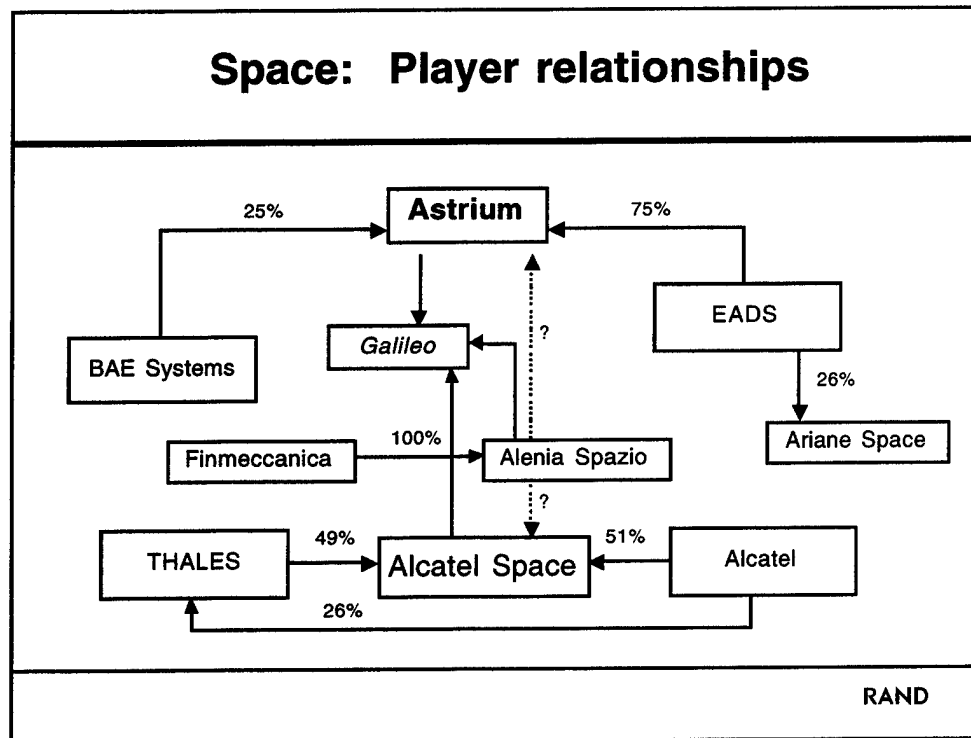 Space: Player relationships
25%
Astrium
75%
EADS
?
Galileo
BAE Systems
26%
100%
Ariane Space
Finmeccanica
Alenia Spazio
?
49%
51%
THALES
Alcatel Space
Alcatel
26%
RAND